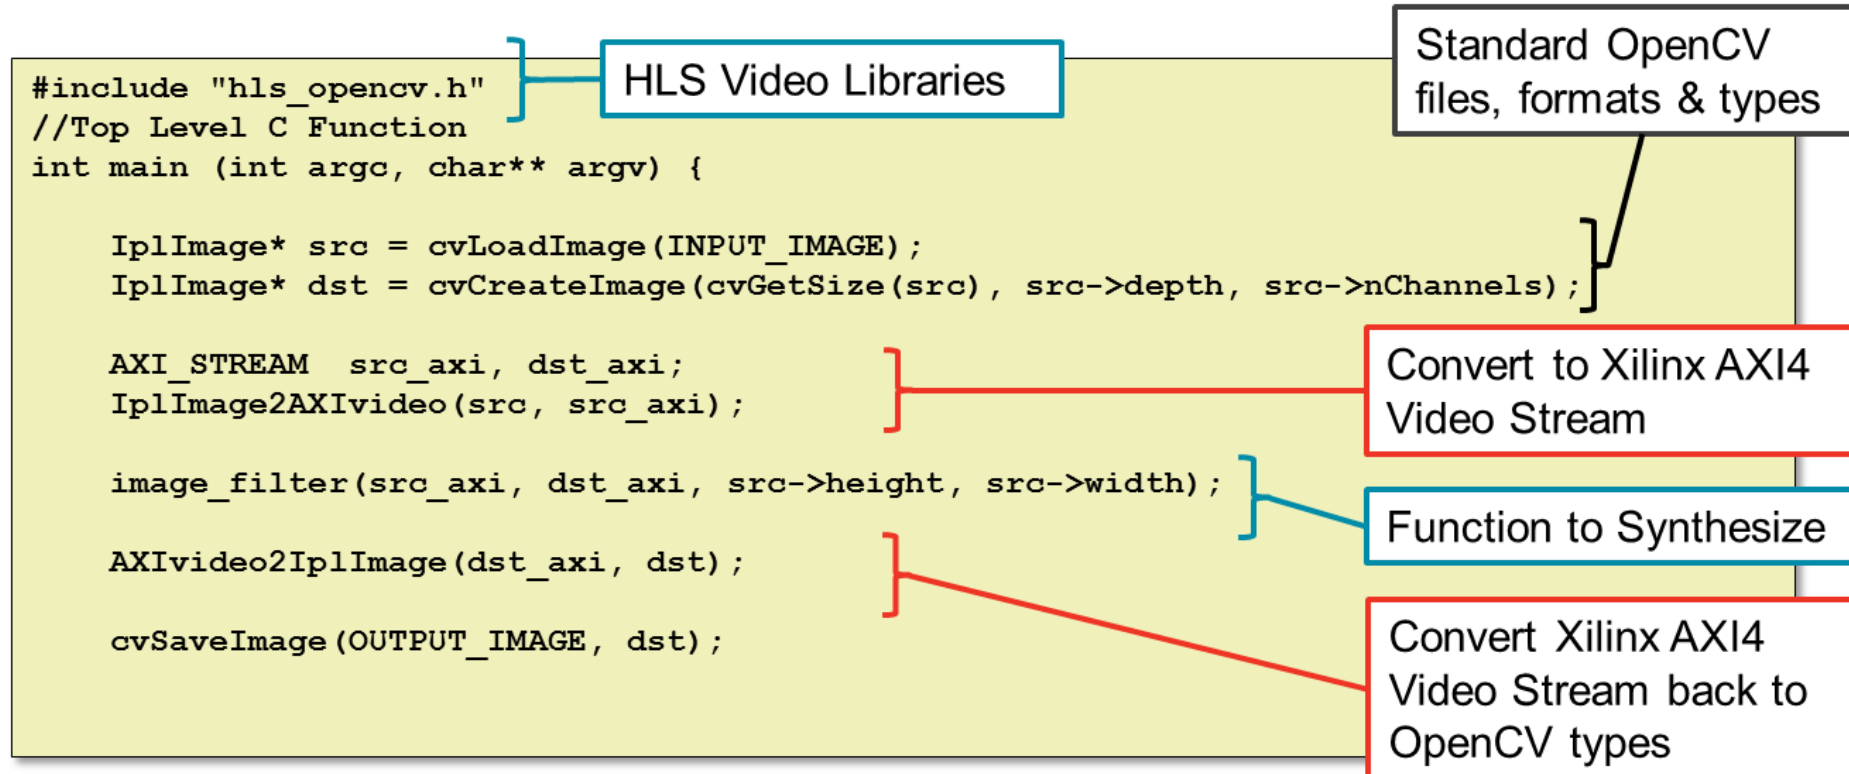 #include "hls_opencv.h"
//Top Level C Function
int main (int argc, char** argv) {
IplImage* src = cvLoadImage(INPUT_IMAGE);
IplImage* dst = cvCreateImage(cvGetSize(src), src->depth, src->nChannels);
AXI_STREAM  src_axi, dst_axi;
IplImage2AXIvideo(src, src_axi);
image_filter(src_axi, dst_axi, src->height, src->width);
AXIvideo2IplImage(dst_axi, dst);
cvSaveImage(OUTPUT_IMAGE, dst);
HLS Video Libraries
Standard OpenCV
files, formats & types
Convert to Xilinx AXI4
Video Stream
Function to Synthesize
Convert Xilinx AXI4
Video Stream back to
OpenCV types